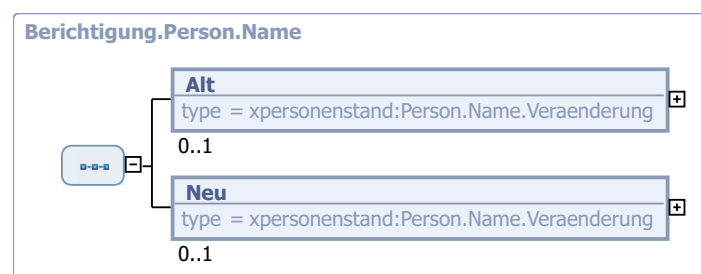 Berichtigung.Person.Name
Alt
type = xpersonenstand:Person.Name.Veraenderung
0..1
Neu
type = xpersonenstand:Person.Name.Veraenderung
0..1